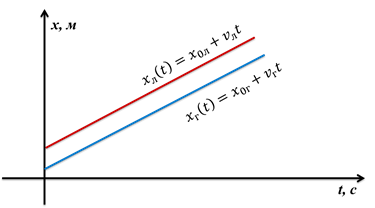 x, м
xл(t) = x0л + vлt
xг(t) = x0г + vгt
t, c